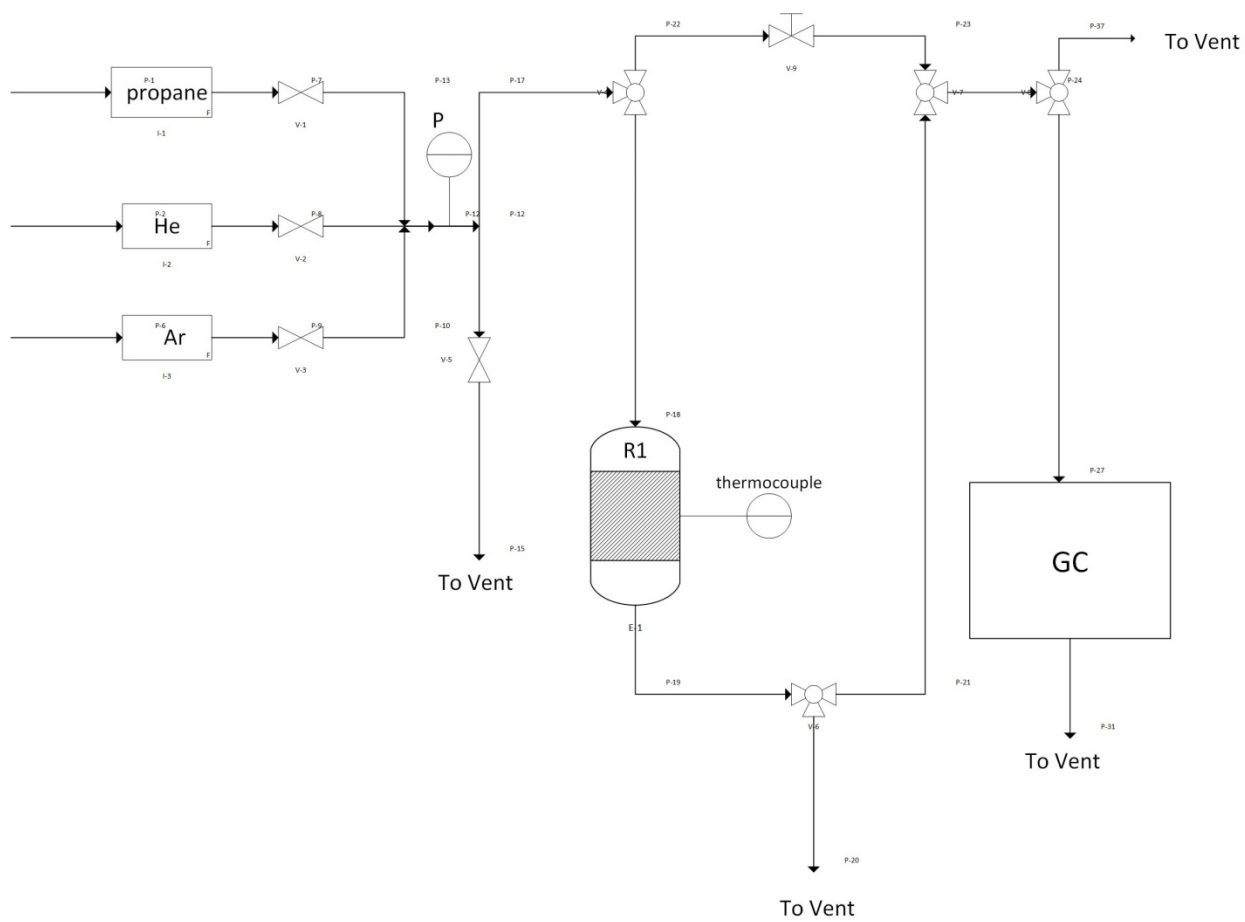 P-22
P-23
P-37
To Vent
V-9
P-1
propane
F
P-7
P-13
P-17
P-24
V-7
I-1
V-1
P
P-2
He
F
P-8
P-12
P-12
I-2
V-2
P-6
Ar
F
P-9
P-10
V-5
I-3
V-3
P-18
R1
thermocouple
P-27
P-15
To Vent
GC
E-1
P-19
P-21
V-6
P-31
To Vent
P-20
To Vent